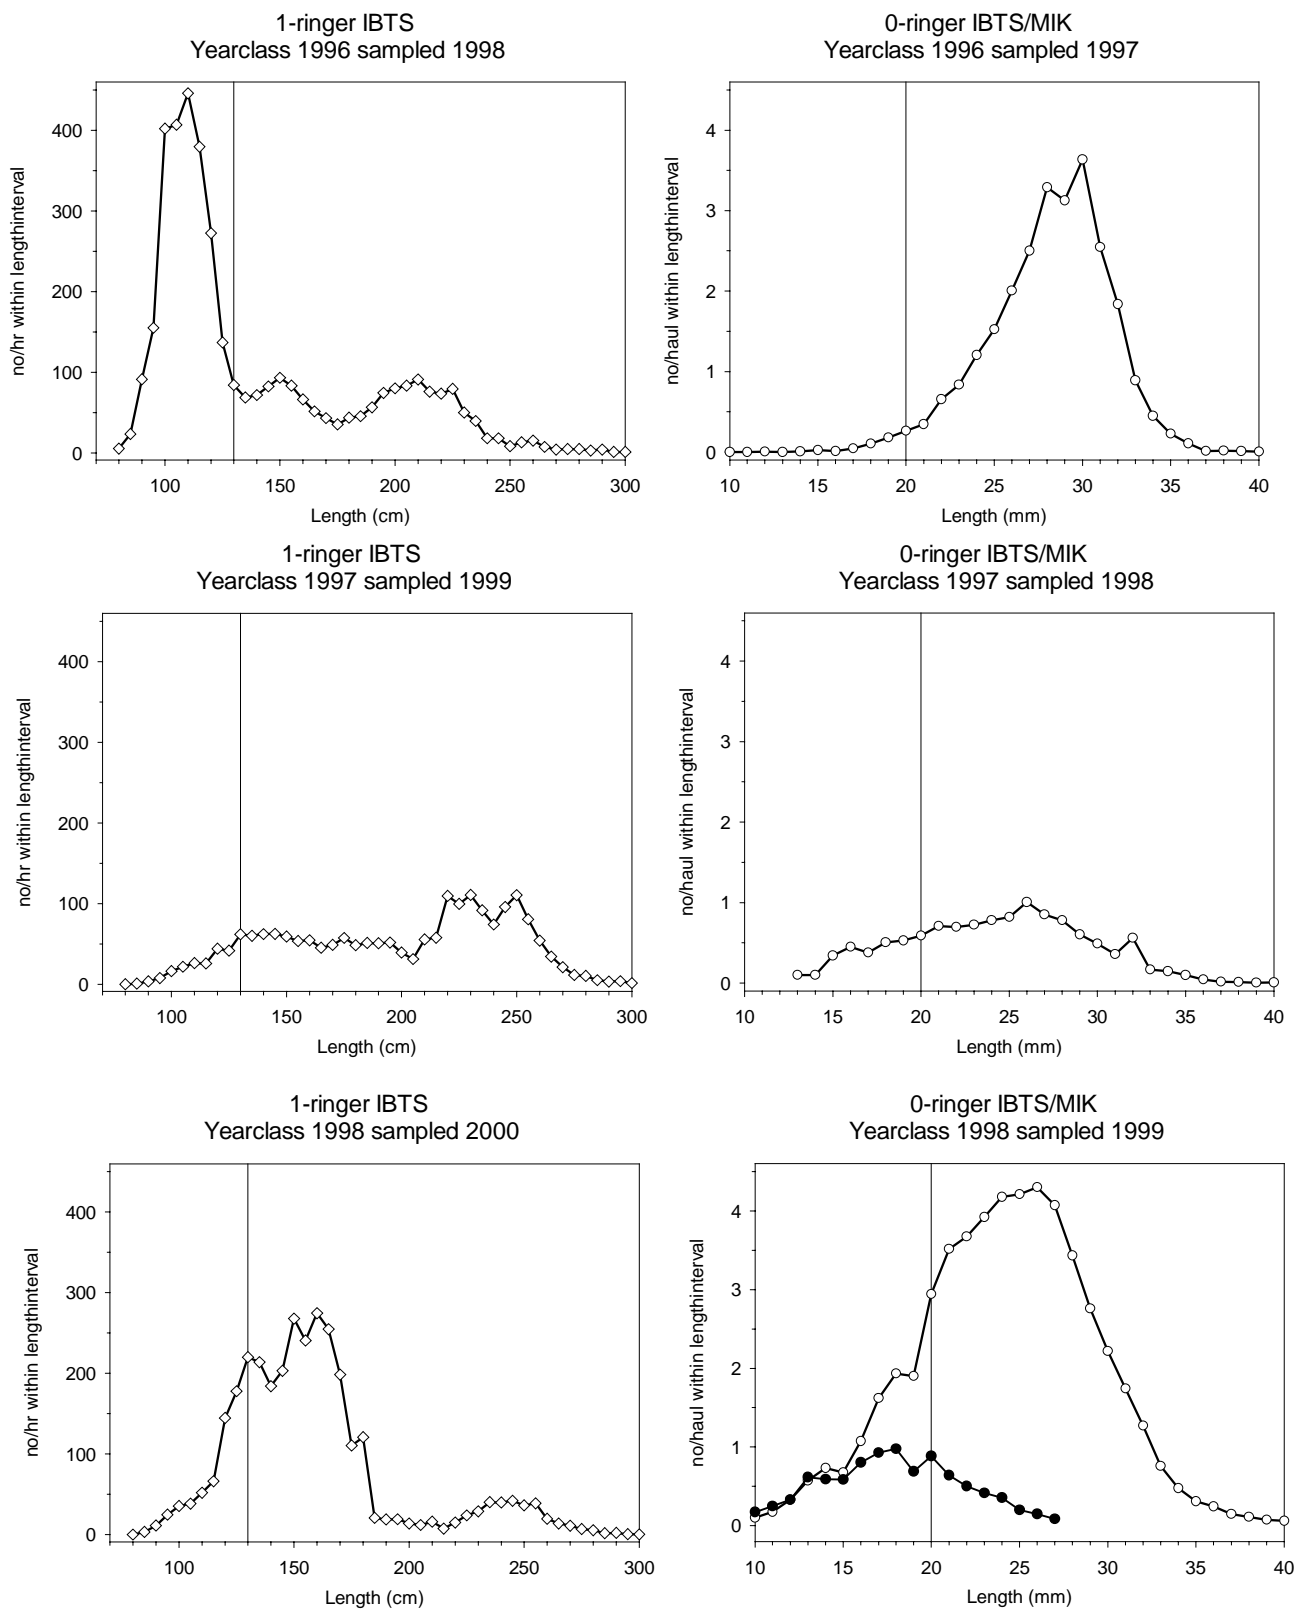 1-ringer IBTS
Yearclass 1996 sampled 1998
no/hr within lengthinterval
400
300
200
100
0
100 150 200 250 300
Length (cm)
0-ringer IBTS/MIK
Yearclass 1996 sampled 1997
no/haul within lengthinterval
4
3
2
1
0
10 15 20 25 30 35 40
Length (mm)
1-ringer IBTS
Yearclass 1997 sampled 1999
no/hr within lengthinterval
400
300
200
100
0
100 150 200 250 300
Length (cm)
0-ringer IBTS/MIK
Yearclass 1997 sampled 1998
no/haul within lengthinterval
4
3
2
1
0
10 15 20 25 30 35 40
Length (mm)
1-ringer IBTS
Yearclass 1998 sampled 2000
no/hr within lengthinterval
400
300
200
100
0
100 150 200 250 300
Length (cm)
0-ringer IBTS/MIK
Yearclass 1998 sampled 1999
no/haul within lengthinterval
4
3
2
1
0
10 15 20 25 30 35 40
Length (mm)